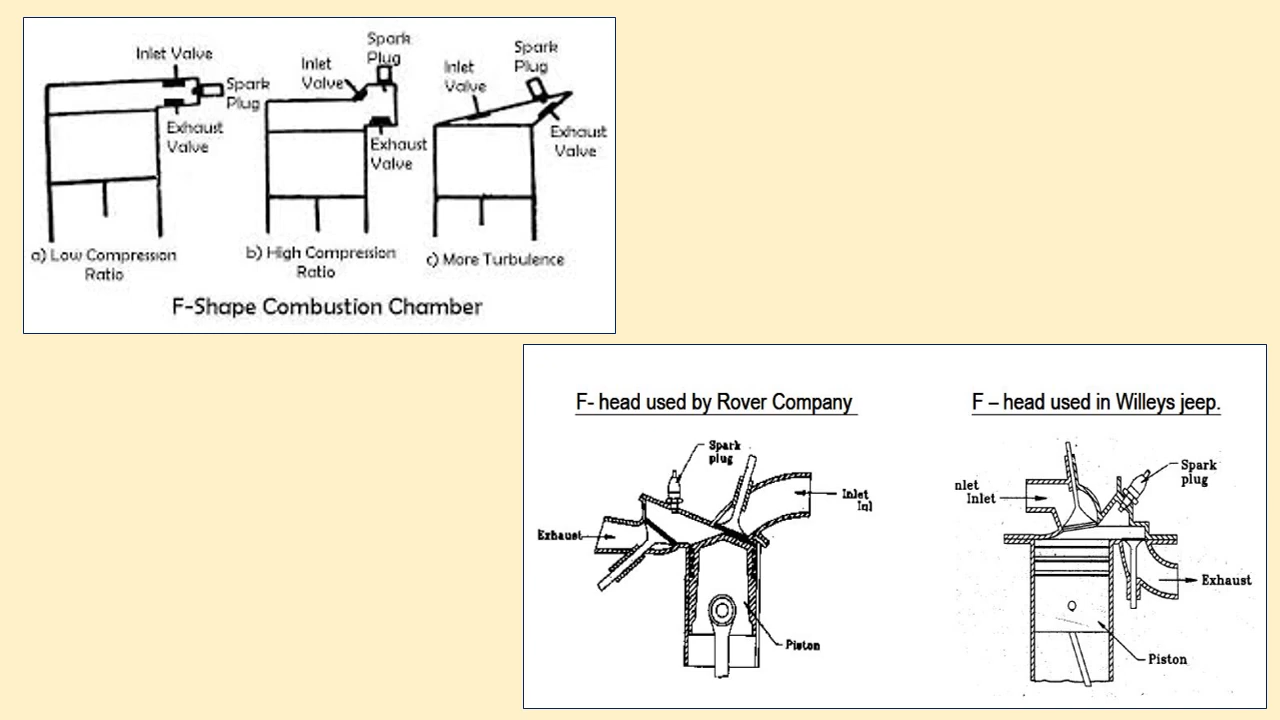 Inlet Valve
Spark
Plug
Exhaust
Valve
a) Low Compression
Ratio
Spark
Plug
Inlet
Valve
Exhaust
Valve
b) High Compression
Ratio
Spark
Plug
Inlet
Valve
Exhaust
Valve
c) More Turbulence
F-Shape Combustion Chamber
F- head used by Rover Company
Spark
plug
Inlet
Inl
Exhaust
Piston
F – head used in Willeys jeep.
Spark
plug
nlet
Inlet
Exhaust
Piston